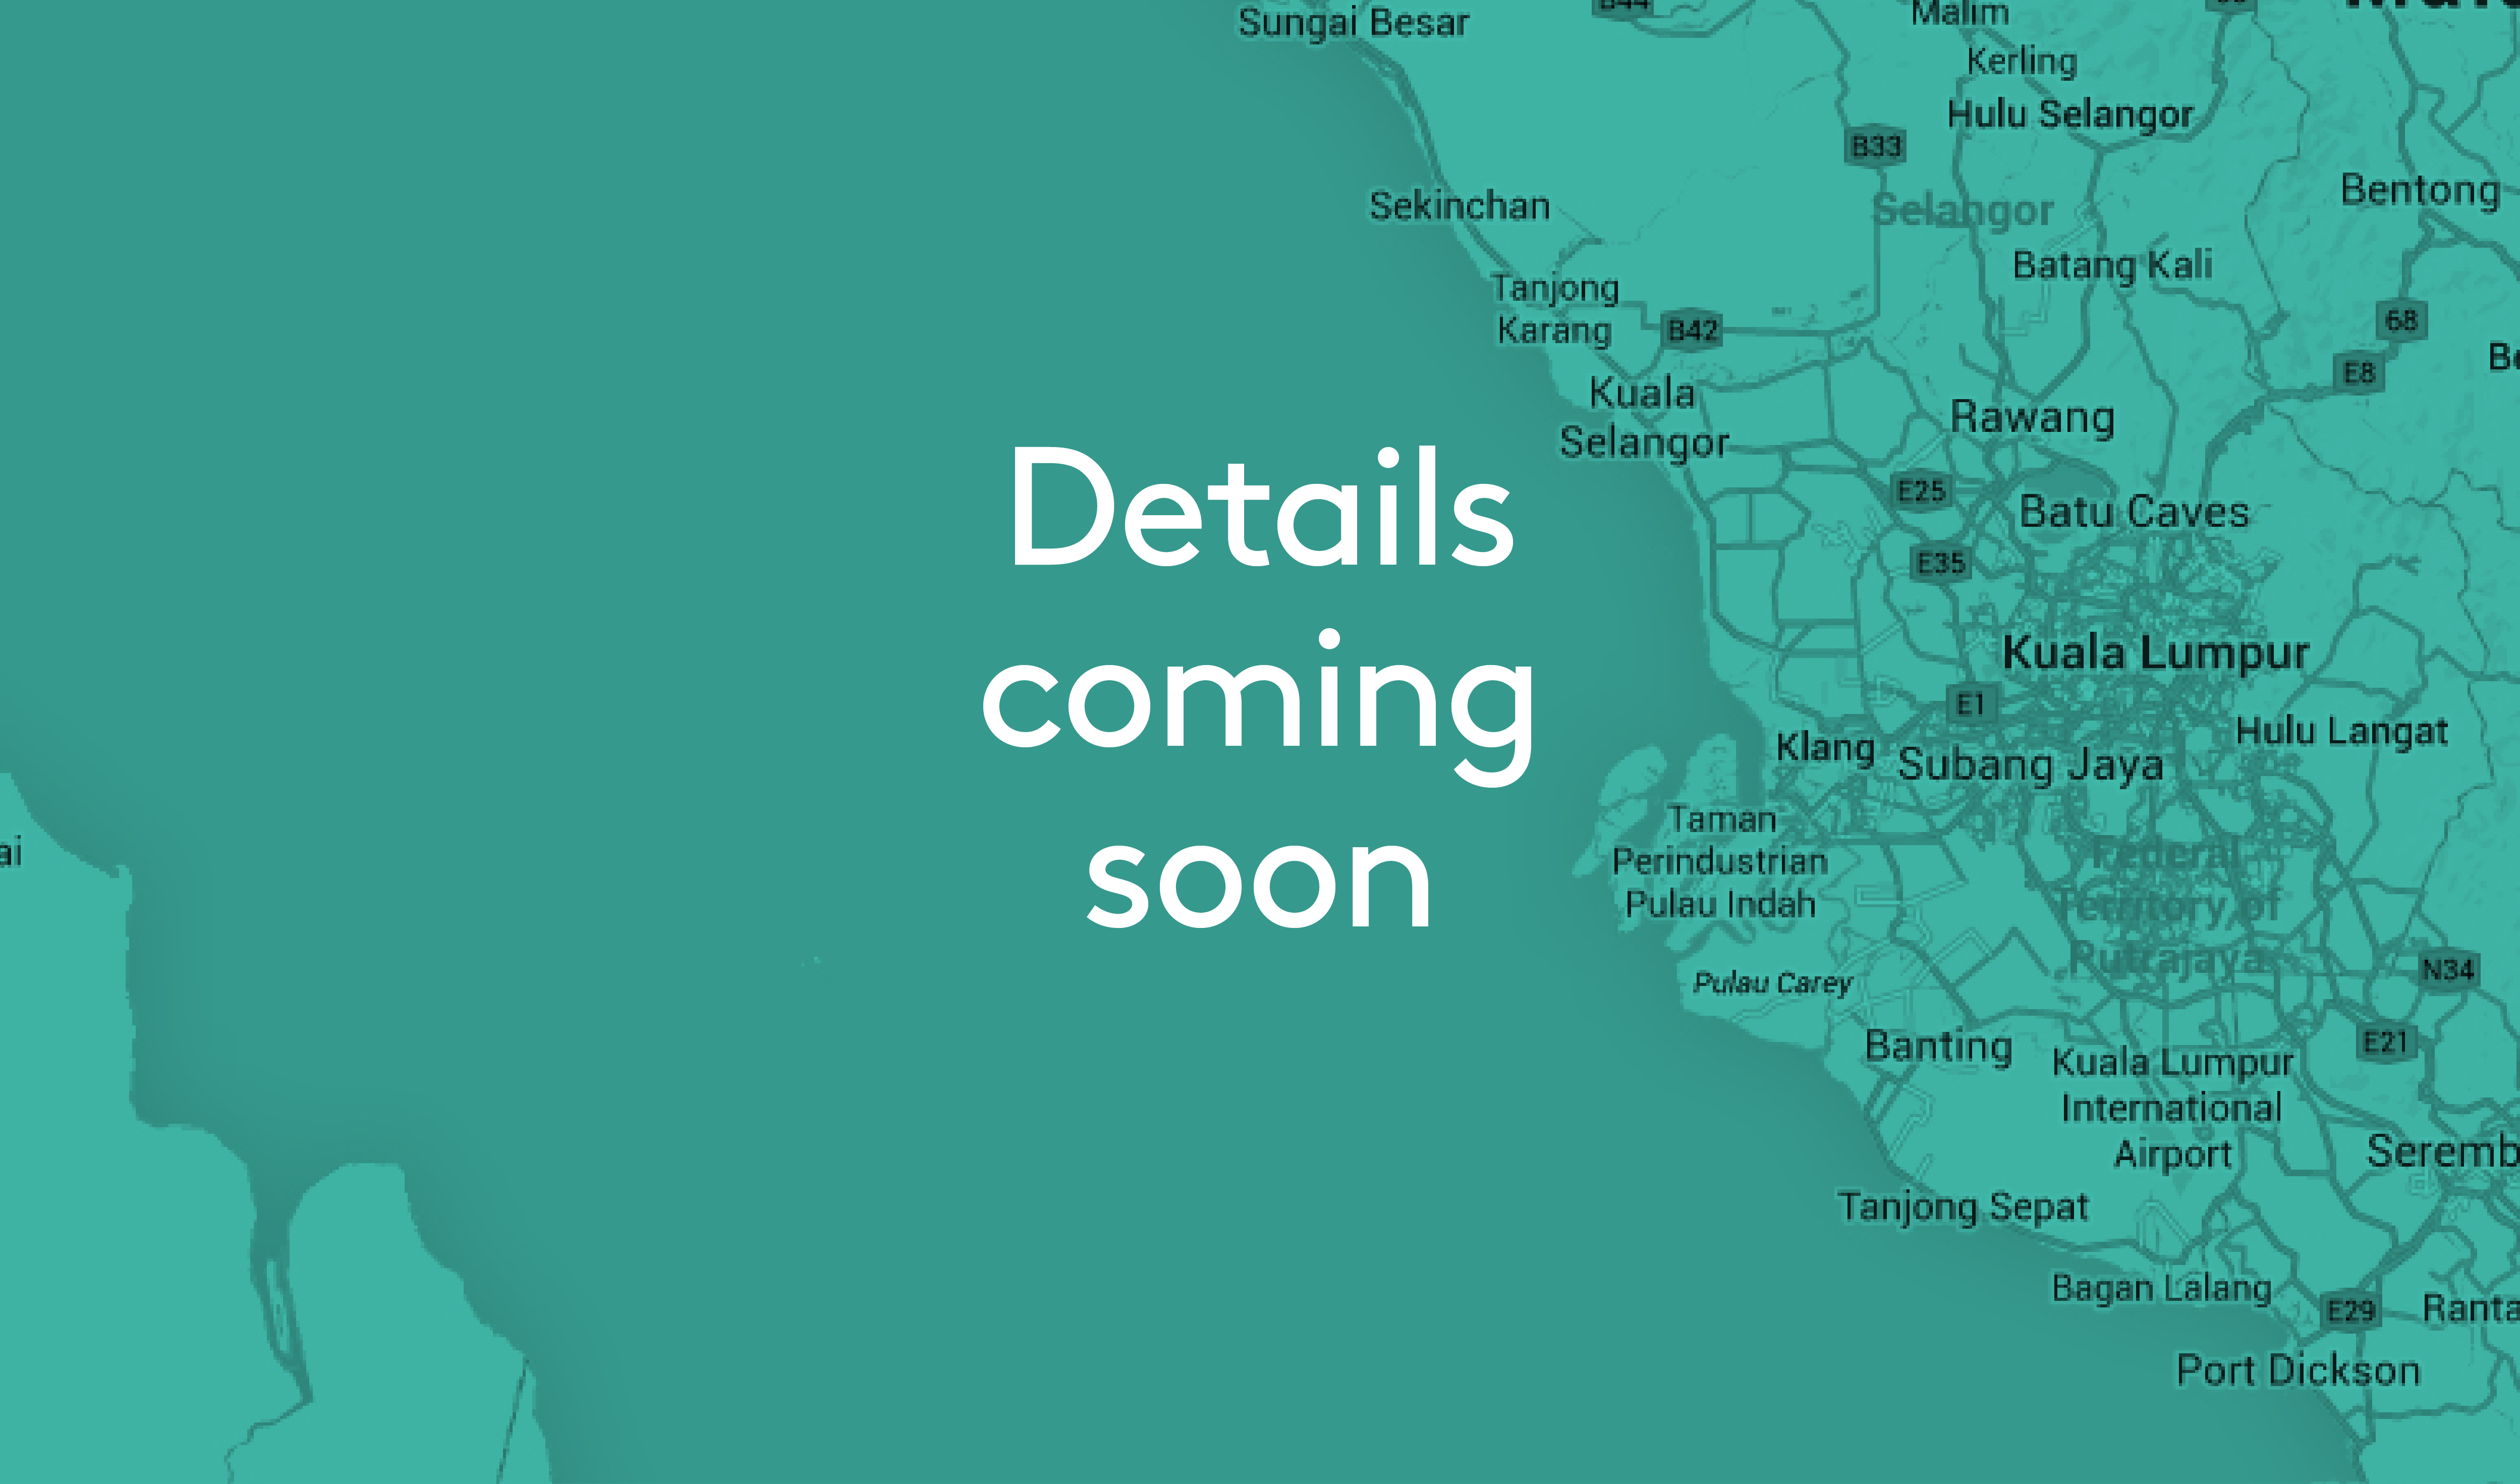 Sungai Besar
B44
Malim
Kerling
Hulu Selangor
B33
Bentong
Sekinchan
Selangor
Batang Kali
Tanjong
Karang
B42
68
E8
Kuala
Selangor
Rawang
Details
coming
soon
E25
Batu Caves
E35
Kuala Lumpur
E1
Hulu Langat
Klang
Subang Jaya
Taman
Perindustrian
Pulau Indah
ai
Federal
Territory of
Putrajaya
Pulau Carey
N34
Banting
E21
Kuala Lumpur
International
Airport
Seremb
Tanjong Sepat
Bagan Lalang
E29
Ranta
Port Dickson